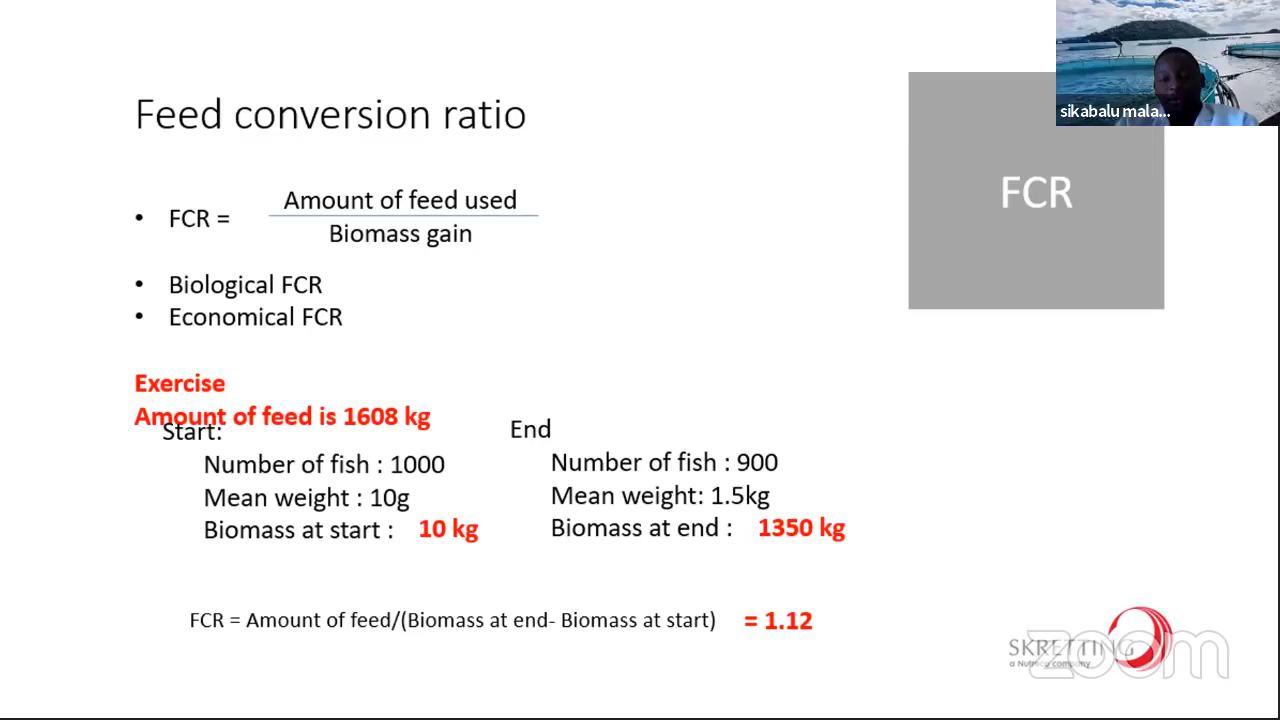 sikabalu mala...
FCR
Feed conversion ratio
• FCR =
Amount of feed used
Biomass gain
• Biological FCR
• Economical FCR
Exercise
Amount of feed is 1608 kg
Start:
Number of fish : 1000
Mean weight : 10g
Biomass at start : 10 kg
End
Number of fish : 900
Mean weight: 1.5kg
Biomass at end : 1350 kg
FCR = Amount of feed/(Biomass at end- Biomass at start) = 1.12
SKRETTING
a Nutreco company
zoom